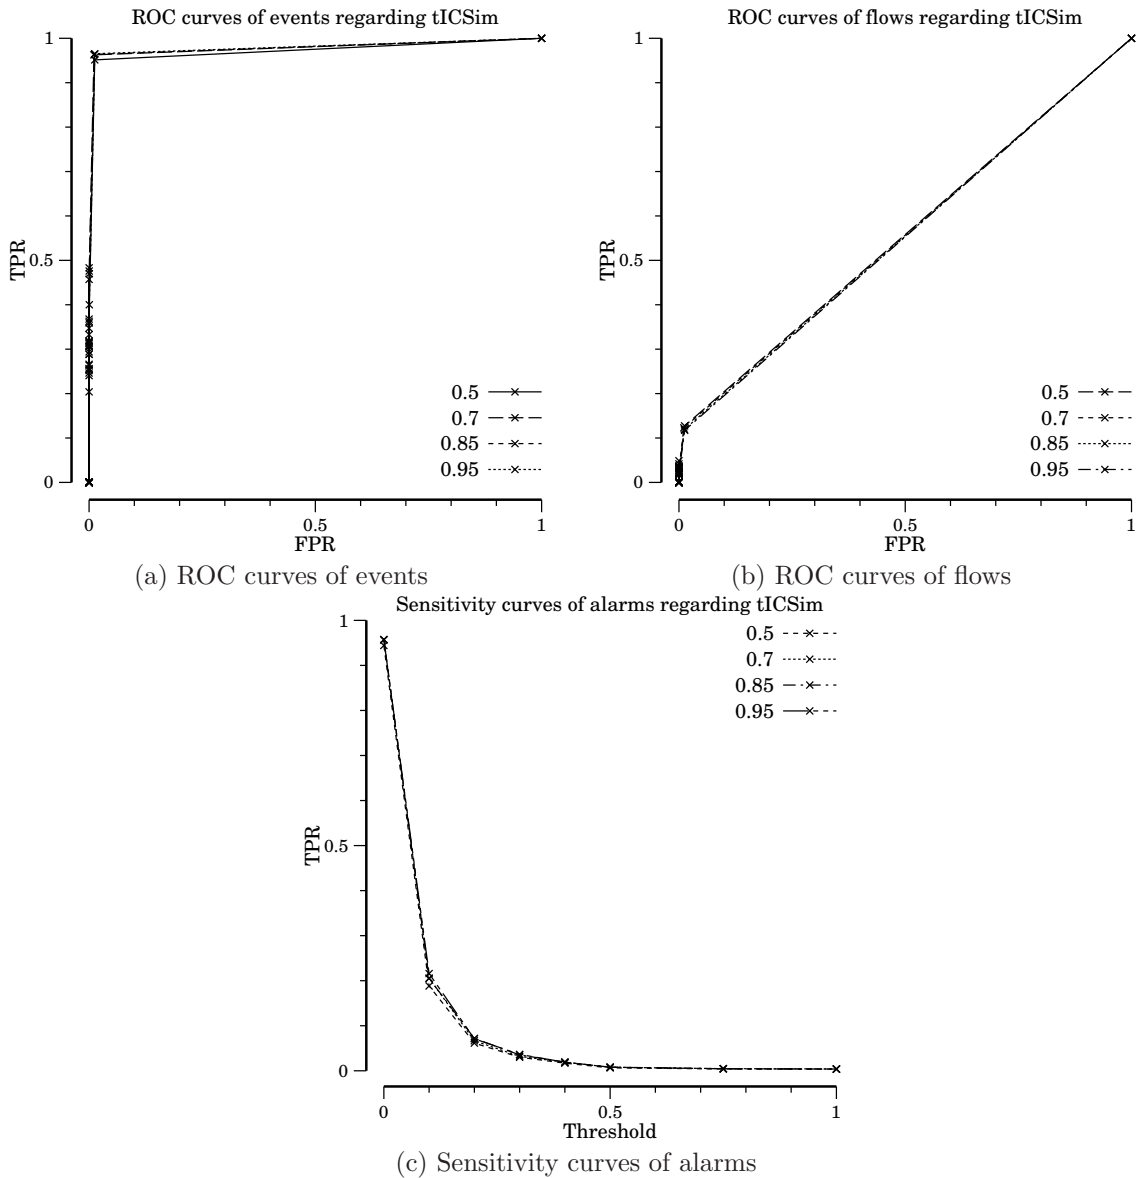 ROC curves of events regarding tICSim
1
TPR
0.5
0
0.5
0.7
0.85
0.95
0
0.5
1
FPR
(a) ROC curves of events
ROC curves of flows regarding tICSim
1
TPR
0.5
0
0.5
0.7
0.85
0.95
0
0.5
1
FPR
(b) ROC curves of flows
Sensitivity curves of alarms regarding tICSim
1
0.5
0.7
0.85
0.95
TPR
0.5
0
0
0.5
1
Threshold
(c) Sensitivity curves of alarms